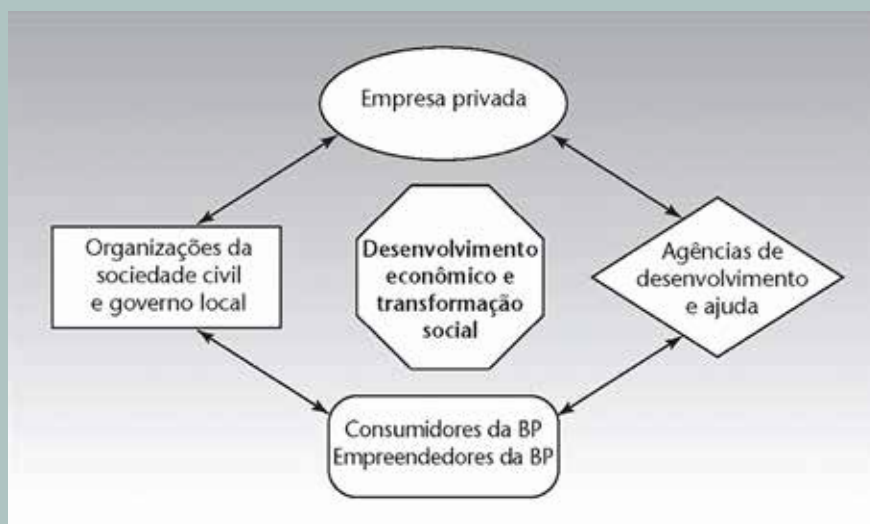 Empresa privada
Organizações da
sociedade civil
e governo local
Desenvolvimento
econômico e
transformação
social
Agências de
desenvolvimento
e ajuda
Consumidores da BP
Empreendedores da BP